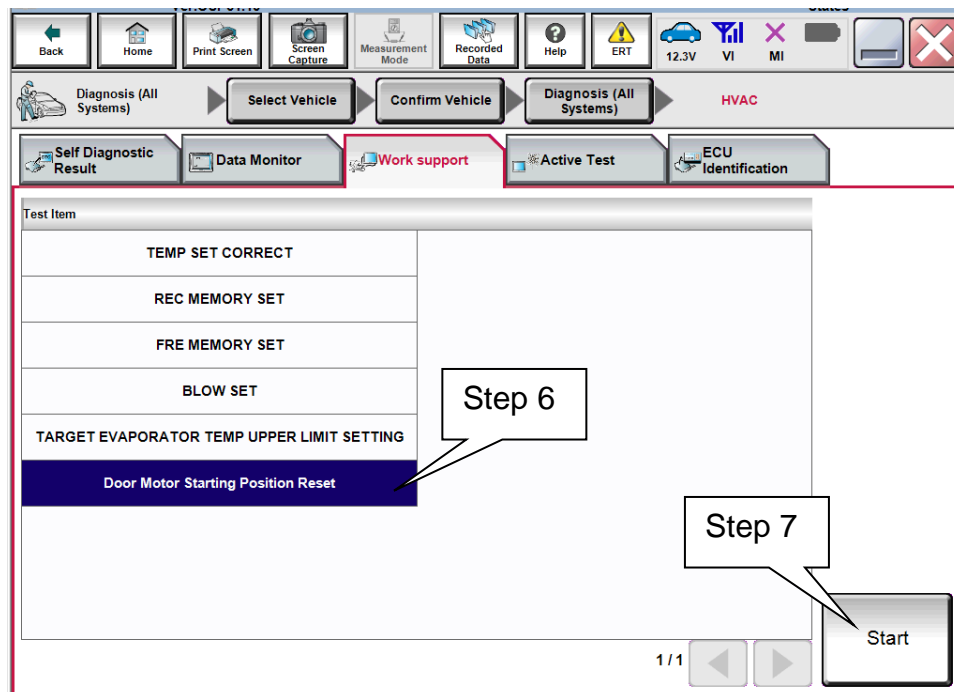 Back
Home
Print Screen
Screen
Capture
Measurement
Mode
Recorded
Data
Help
ERT
12.3V
VI
MI
Diagnosis (All
Systems)
Select Vehicle
Confirm Vehicle
Diagnosis (All
Systems)
HVAC
Self Diagnostic
Result
Data Monitor
Work support
Active Test
ECU
Identification
Test Item
TEMP SET CORRECT
REC MEMORY SET
FRE MEMORY SET
BLOW SET
TARGET EVAPORATOR TEMP UPPER LIMIT SETTING
Door Motor Starting Position Reset
Step 6
Step 7
Start
1/1